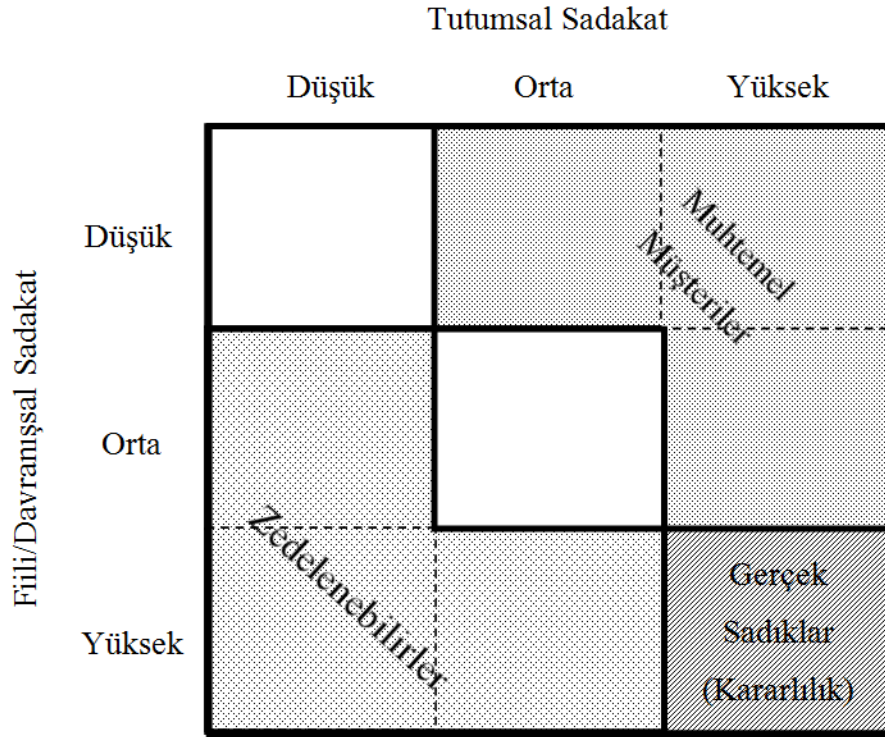 Tutumsal Sadakat
Düşük Orta Yüksek
Fiili/Davranışsal Sadakat
Düşük
Muhtemel
Müşteriler
Orta
Zedelenebilirler
Yüksek
Gerçek
Sadıklar
(Kararlılık)